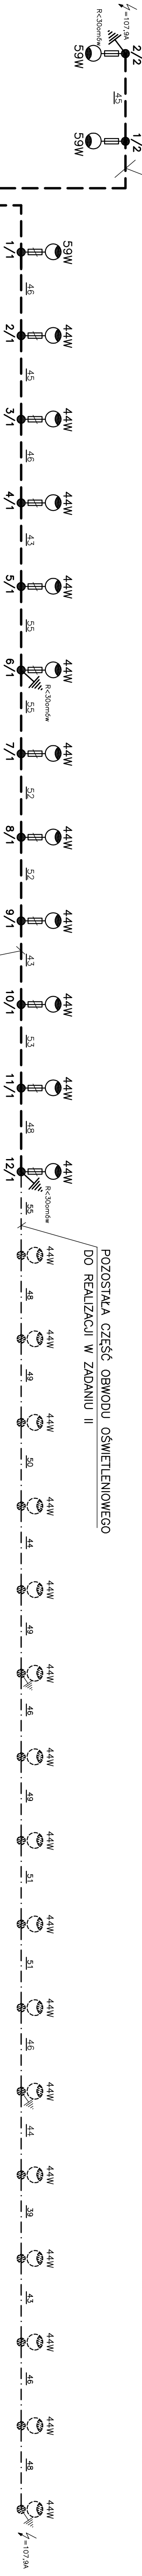 2/2
=107,9A
R<30omów
59W
45
1/2
59W
59W
1/1
46
44W
2/1
45
44W
3/1
46
44W
4/1
43
44W
5/1
55
44W
6/1
R<30omów
55
44W
7/1
52
44W
8/1
52
44W
9/1
43
44W
10/1
53
44W
11/1
48
44W
12/1
R<30omów
55
POZOSTAŁA CZĘŚĆ OBWODU OŚWIETLENIOWEGO
DO REALIZACJI W ZADANIU II
44W
48
44W
49
44W
50
44W
44
44W
49
44W
46
44W
49
44W
51
44W
51
44W
46
44W
44
44W
39
44W
43
44W
46
44W
48
44W
=107,9A